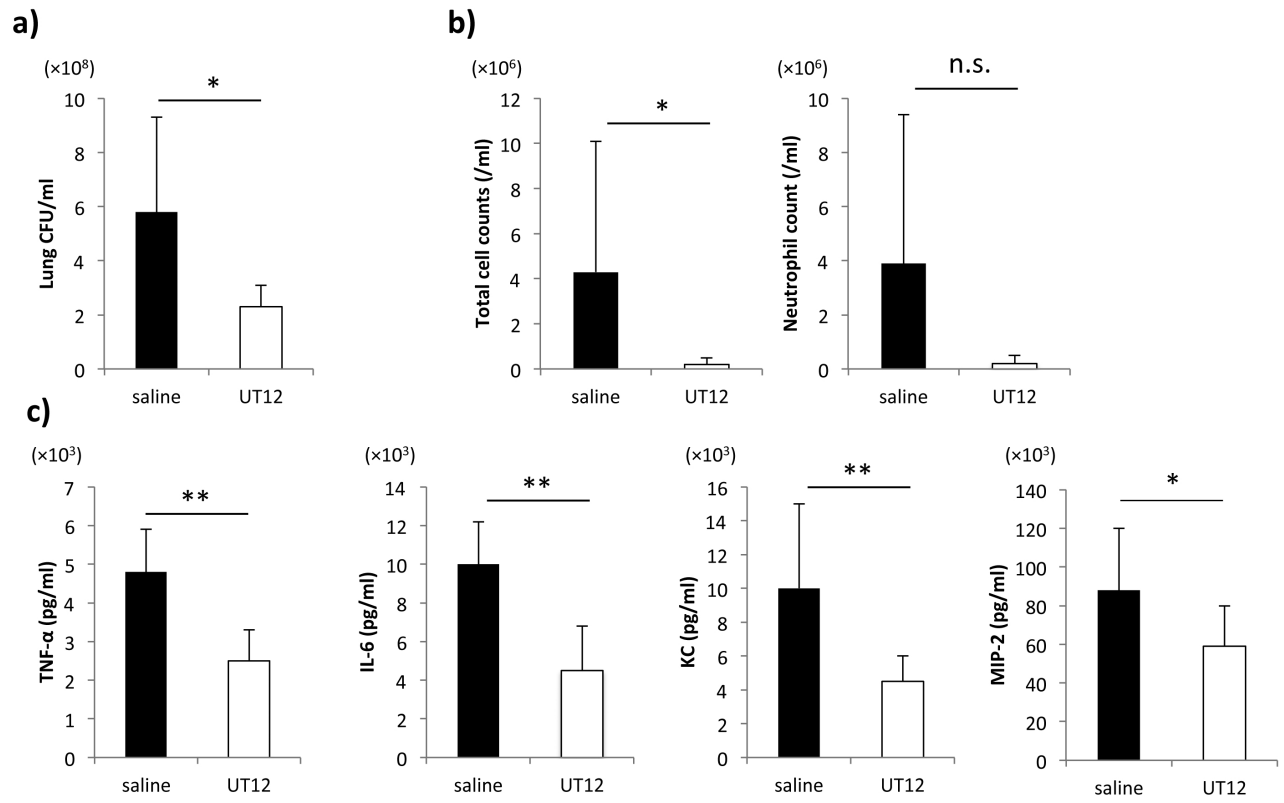 a)
(×10⁸)
*
Lung CFU/ml
10
8
6
4
2
0
saline
UT12
b)
(×10⁶)
*
Total cell counts (/ml)
12
10
8
6
4
2
0
saline
UT12
(×10⁶)
n.s.
Neutrophil count (/ml)
10
8
6
4
2
0
saline
UT12
c)
(×10³)
**
TNF-α (pg/ml)
7
6
5
4
3
2
1
0
saline
UT12
(×10³)
**
IL-6 (pg/ml)
14
12
10
8
6
4
2
0
saline
UT12
(×10³)
**
KC (pg/ml)
16
14
12
10
8
6
4
2
0
saline
UT12
(×10³)
*
MIP-2 (pg/ml)
140
120
100
80
60
40
20
0
saline
UT12